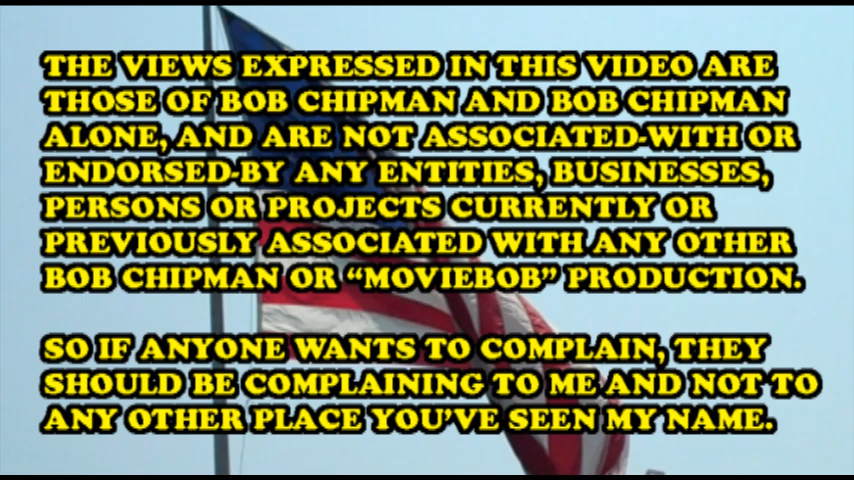 THE VIEWS EXPRESSED IN THIS VIDEO ARE
THOSE OF BOB CHIPMAN AND BOB CHIPMAN
ALONE, AND ARE NOT ASSOCIATED-WITH OR
ENDORSED-BY ANY ENTITIES, BUSINESSES,
PERSONS OR PROJECTS CURRENTLY OR
PREVIOUSLY ASSOCIATED WITH ANY OTHER
BOB CHIPMAN OR “MOVIEBOB” PRODUCTION.
SO IF ANYONE WANTS TO COMPLAIN, THEY
SHOULD BE COMPLAINING TO ME AND NOT TO
ANY OTHER PLACE YOU’VE SEEN MY NAME.